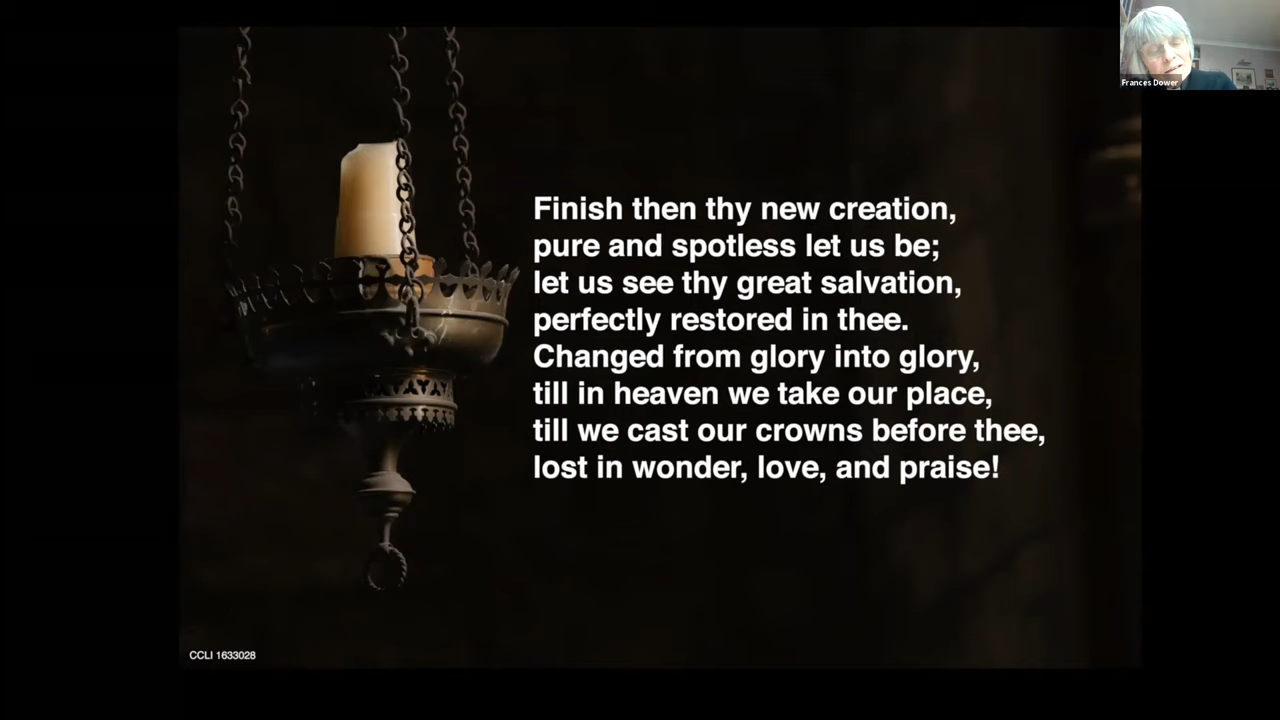 Frances Dower
Finish then thy new creation,
pure and spotless let us be;
let us see thy great salvation,
perfectly restored in thee.
Changed from glory into glory,
till in heaven we take our place,
till we cast our crowns before thee,
lost in wonder, love, and praise!
CCLI 1633028